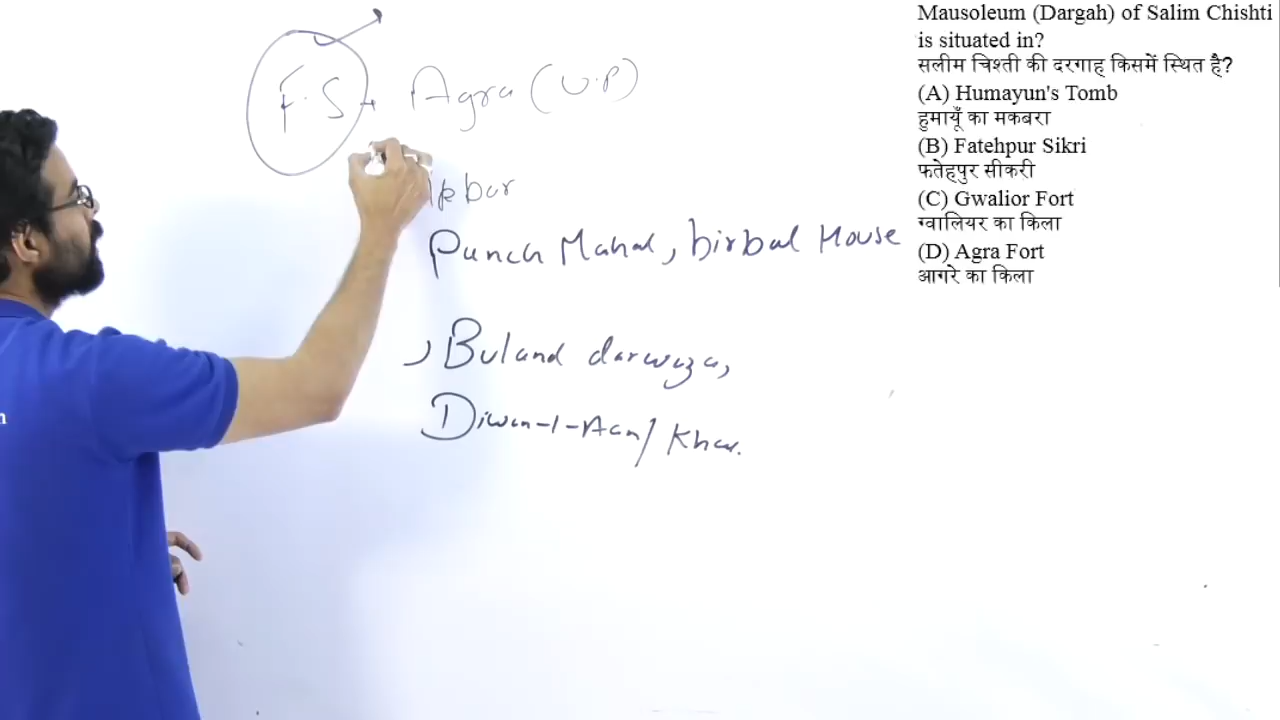 F.S → Agra (U.P)
Akbar
Punch Mahal, birbal House
, Buland darwaza,
Diwan-I-Aam/Khas.
Mausoleum (Dargah) of Salim Chishti
is situated in?
सलीम चिश्ती की दरगाह किसमें स्थित है?
(A) Humayun's Tomb
हुमायूँ का मकबरा
(B) Fatehpur Sikri
फतेहपुर सीकरी
(C) Gwalior Fort
ग्वालियर का किला
(D) Agra Fort
आगरे का किला